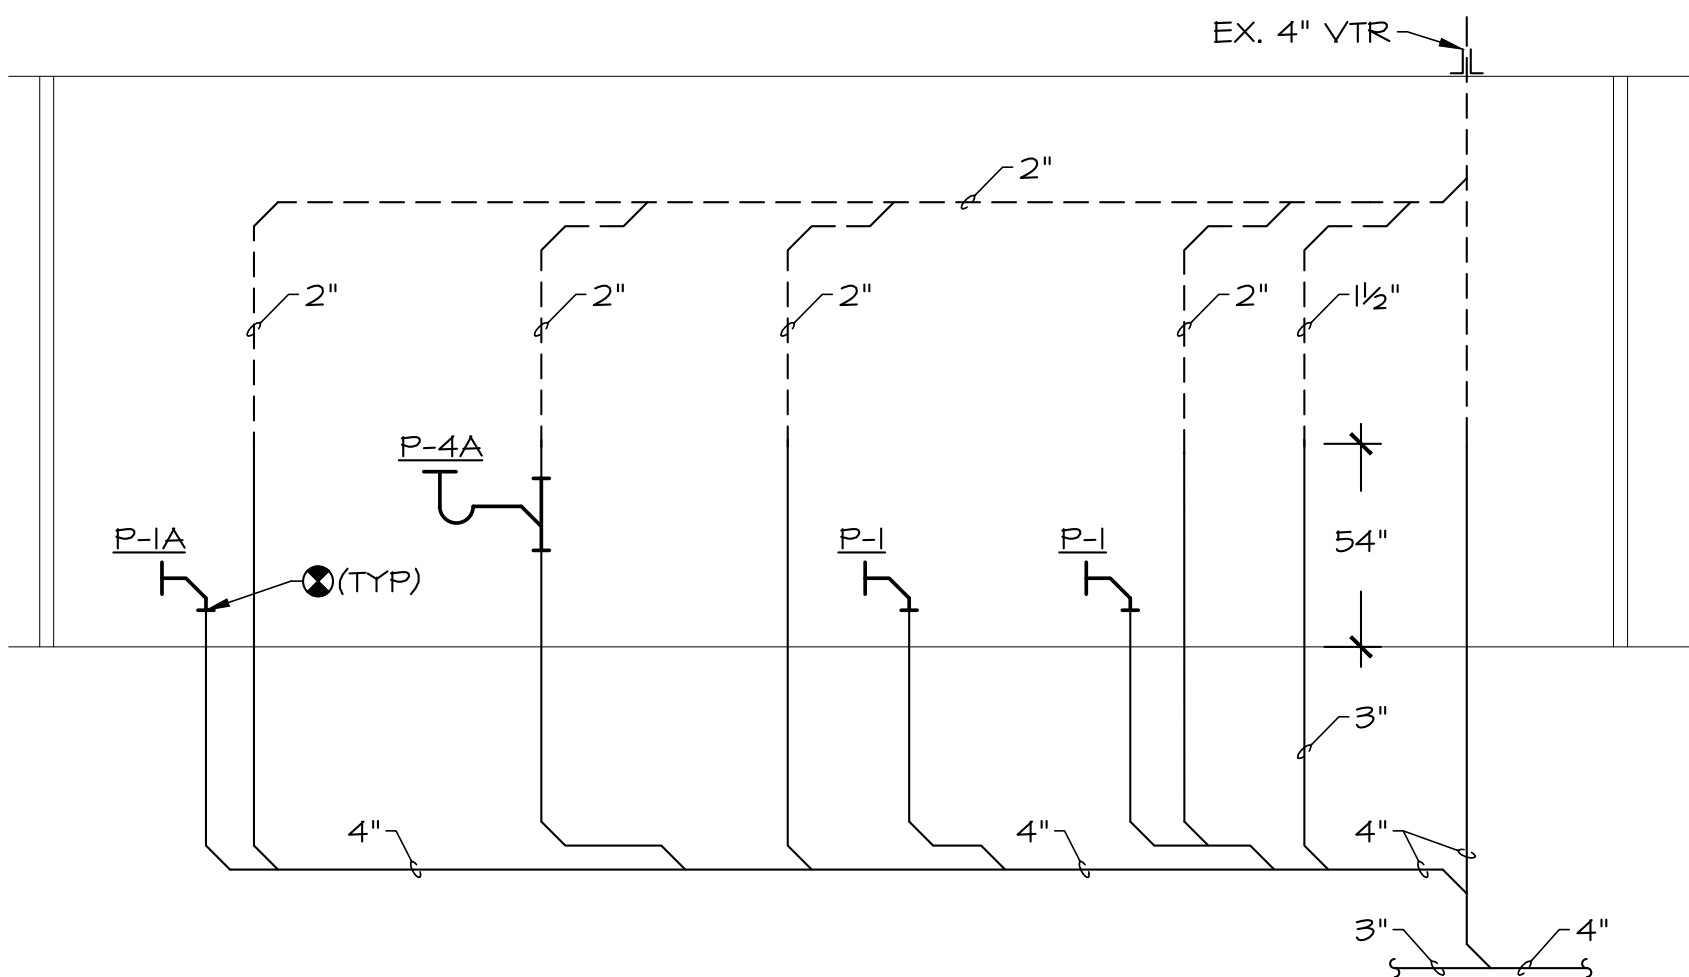 EX. 4" VTR
2"
2"
2"
2"
2"
1½"
P-4A
P-1A
P-1
P-1
54"
(TYP)
3"
4"
4"
4"
3"
4"